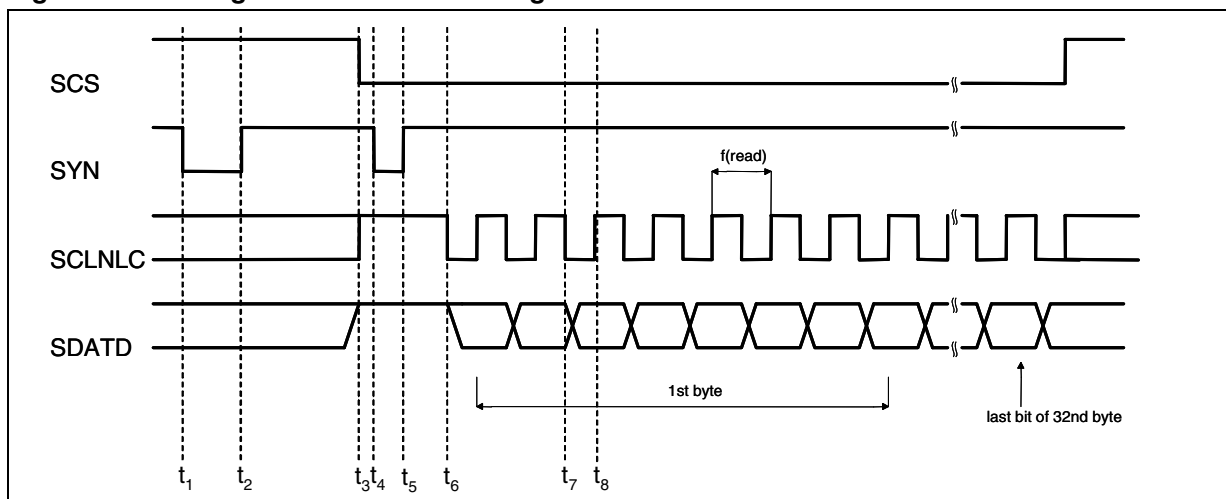 SCS
SYN
f(read)
SCLNLC
SDATD
1st byte
last bit of 32nd byte
t1 t2 t3 t4 t5 t6 t7 t8